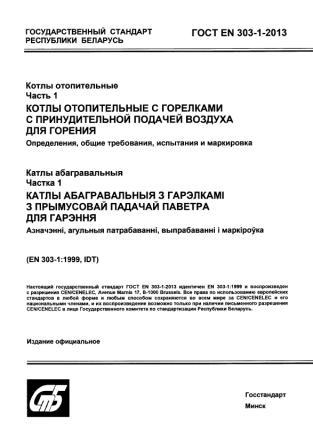 ГОСУДАРСТВЕННЫЙ СТАНДАРТ
РЕСПУБЛИКИ БЕЛАРУСЬ
ГОСТ EN 303-1-2013
Котлы отопительные
Часть 1
КОТЛЫ ОТОПИТЕЛЬНЫЕ С ГОРЕЛКАМИ
С ПРИНУДИТЕЛЬНОЙ ПОДАЧЕЙ ВОЗДУХА
ДЛЯ ГОРЕНИЯ
Определения, общие требования, испытания и маркировка
Катлы абагравальныя
Частка 1
КАТЛЫ АБАГРАВАЛЬНЫЯ З ГАРЭЛКАМІ
З ПРЫМУСОВАЙ ПАДАЧАЙ ПАВЕТРА
ДЛЯ ГАРЭННЯ
Азначэнні, агульныя патрабаванні, выпрабаванні і маркіроўка
(EN 303-1:1999, IDT)
Настоящий государственный стандарт ГОСТ EN 303-1-2013 идентичен EN 303-1:1999 и воспроизведен
с разрешения CEN/CENELEC, Avenue Marnix 17, B-1000 Brussels. Все права по использованию европейских
стандартов в любой форме и любым способом сохраняются во всем мире за CEN/CENELEC и его
национальными членами, и их воспроизведение возможно только при наличии письменного разрешения
CEN/CENELEC в лице Государственного комитета по стандартизации Республики Беларусь.
Издание официальное
СТБ
Госстандарт
Минск